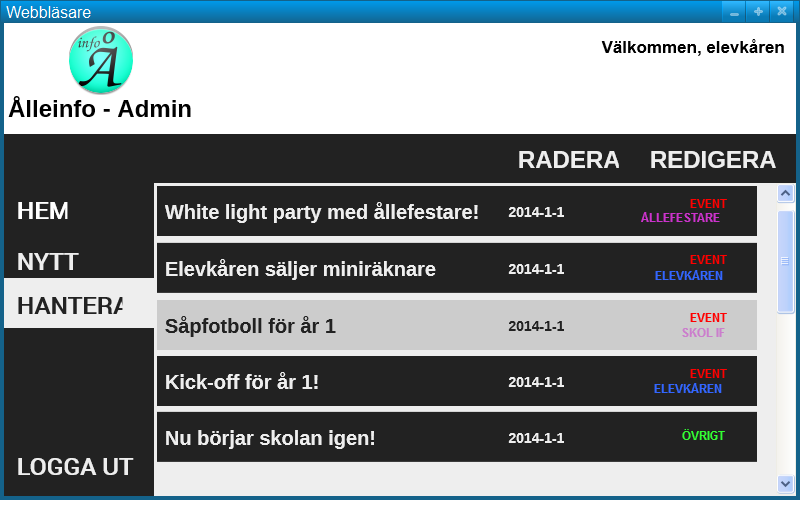 Webbläsare
info Å
Välkommen, elevkåren
Ålleinfo - Admin
RADERA REDIGERA
HEM
NYTT
HANTERA
LOGGA UT
White light party med ållefestare! 2014-1-1 EVENT
ÅLLEFESTARE
Elevkåren säljer miniräknare 2014-1-1 EVENT
ELEVKÅREN
Såpfotboll för år 1 2014-1-1 EVENT
SKOL IF
Kick-off för år 1! 2014-1-1 EVENT
ELEVKÅREN
Nu börjar skolan igen! 2014-1-1 ÖVRIGT